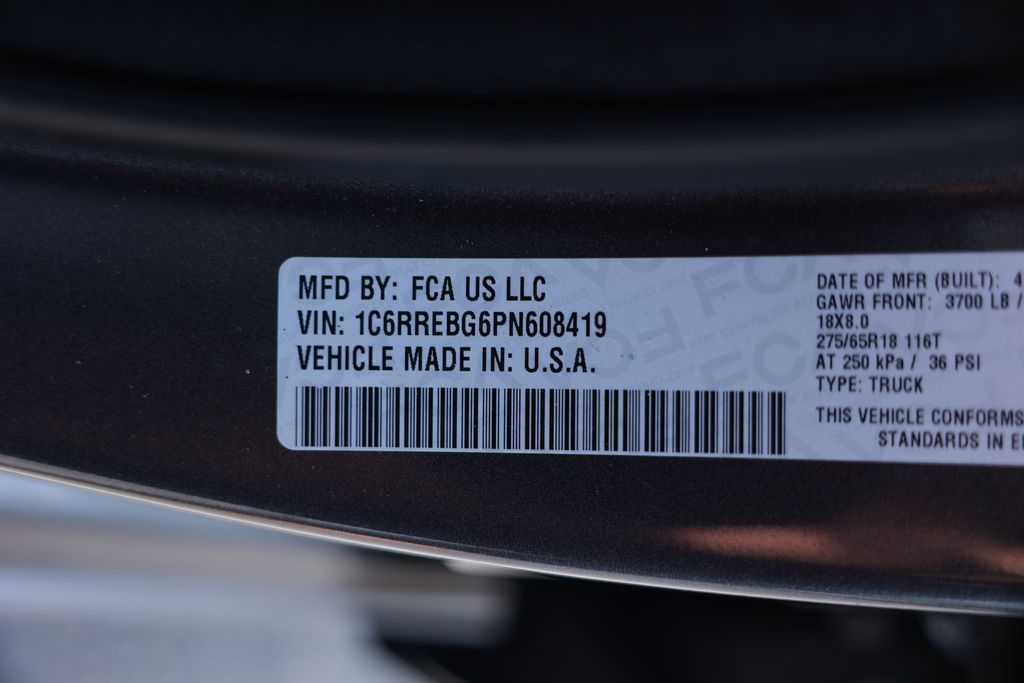 MFD BY: FCA US LLC
VIN: 1C6RREBG6PN608419
VEHICLE MADE IN: U.S.A.
DATE OF MFR (BUILT): 4
GAWR FRONT: 3700 LB /
18X8.0
275/65R18 116T
AT 250 kPa / 36 PSI
TYPE: TRUCK
THIS VEHICLE CONFORMS
STANDARDS IN